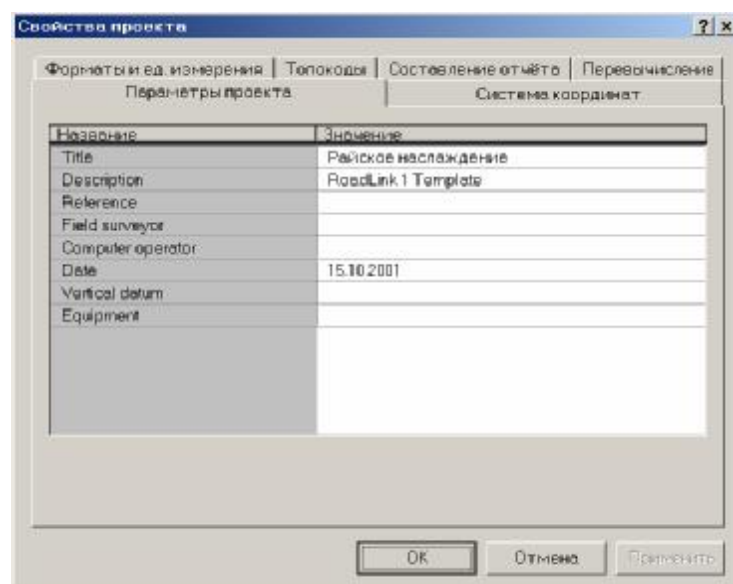 Свойства проекта
Форматы и ед. измерения Топокоды Составление отчёта Перевычисление
Параметры проекта Система координат
Название Значение
Title Райское наслаждение
Description RoadLink 1 Template
Reference
Field surveyor
Computer operator
Date 15.10.2001
Vertical datum
Equipment
OK Отмена Применить